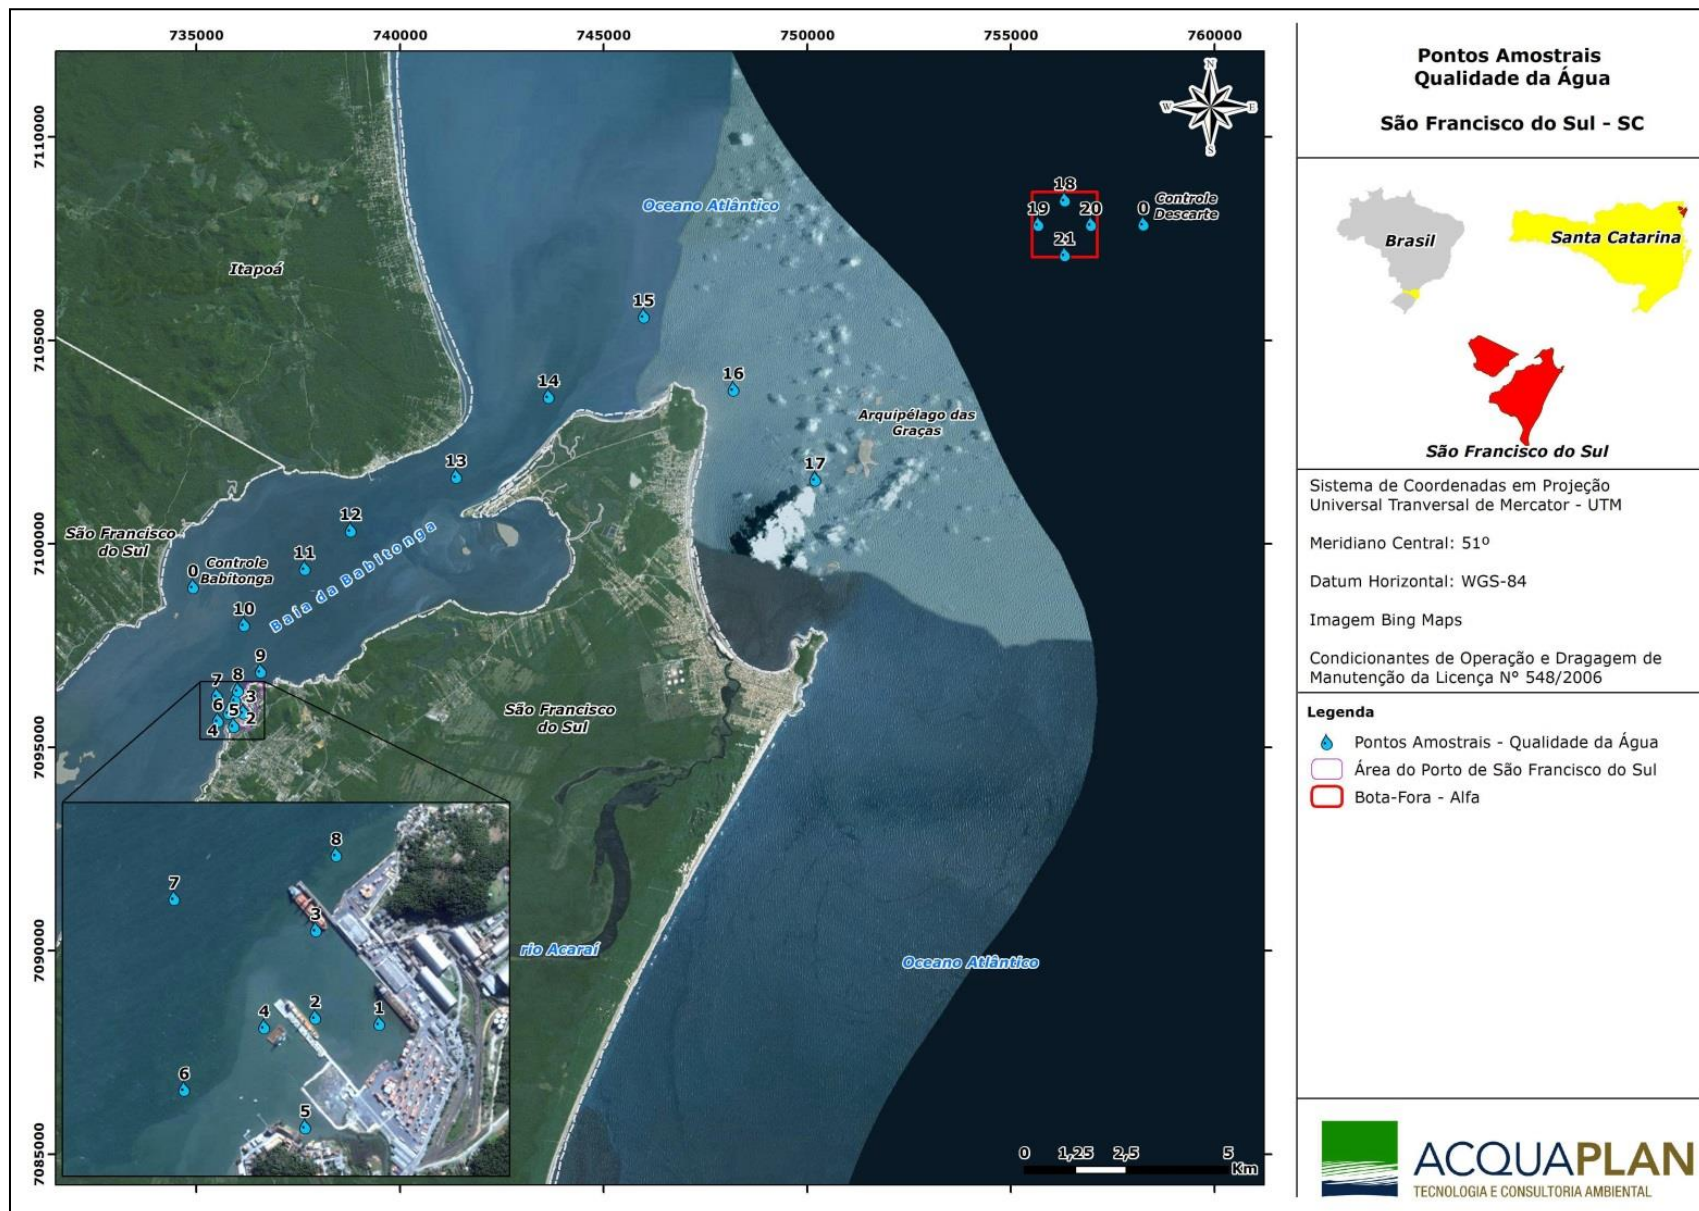 735000
740000
745000
750000
755000
760000
7110000
7105000
7100000
7095000
7090000
7085000
N
W
E
S
Oceano Atlântico
18
19
20
21
0
Controle
Descarte
Itapoá
15
14
16
Arquipélago das
Graças
13
17
12
São Francisco
do Sul
11
Controle
Babitonga
0
Baía da Babitonga
10
9
8
7
3
6
5
2
4
São Francisco
do Sul
8
7
3
2
1
4
6
5
rio Acaraí
Oceano Atlântico
0
1,25
2,5
5
Km
Pontos Amostrais
Qualidade da Água
São Francisco do Sul - SC
Brasil
Santa Catarina
São Francisco do Sul
Sistema de Coordenadas em Projeção
Universal Tranversal de Mercator - UTM
Meridiano Central: 51º
Datum Horizontal: WGS-84
Imagem Bing Maps
Condicionantes de Operação e Dragagem de
Manutenção da Licença N° 548/2006
Legenda
Pontos Amostrais - Qualidade da Água
Área do Porto de São Francisco do Sul
Bota-Fora - Alfa
ACQUAPLAN
TECNOLOGIA E CONSULTORIA AMBIENTAL